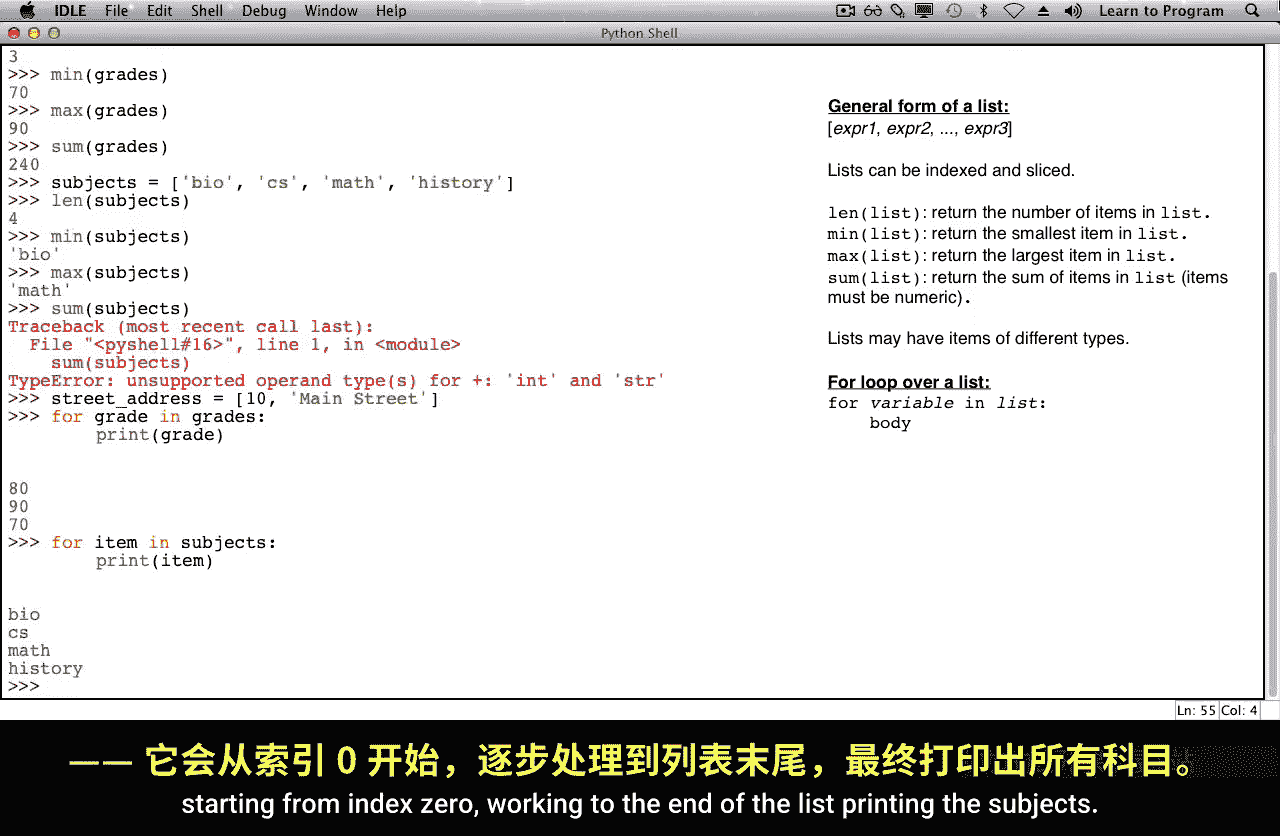 IDLE File Edit Shell Debug Window Help Learn to Program
Python Shell
3
>>> min(grades)
70
>>> max(grades)
90
>>> sum(grades)
240
>>> subjects = ['bio', 'cs', 'math', 'history']
>>> len(subjects)
4
>>> min(subjects)
'bio'
>>> max(subjects)
'math'
>>> sum(subjects)
Traceback (most recent call last):
  File "<pyshell#16>", line 1, in <module>
    sum(subjects)
TypeError: unsupported operand type(s) for +: 'int' and 'str'
>>> street_address = [10, 'Main Street']
>>> for grade in grades:
        print(grade)
80
90
70
>>> for item in subjects:
        print(item)
bio
cs
math
history
>>>
General form of a list:
[expr1, expr2, ..., expr3]
Lists can be indexed and sliced.
len(list): return the number of items in list.
min(list): return the smallest item in list.
max(list): return the largest item in list.
sum(list): return the sum of items in list (items
must be numeric).
Lists may have items of different types.
For loop over a list:
for variable in list:
    body
Ln: 55 Col: 4
—— 它会从索引 0 开始，逐步处理到列表末尾，最终打印出所有科目。
starting from index zero, working to the end of the list printing the subjects.